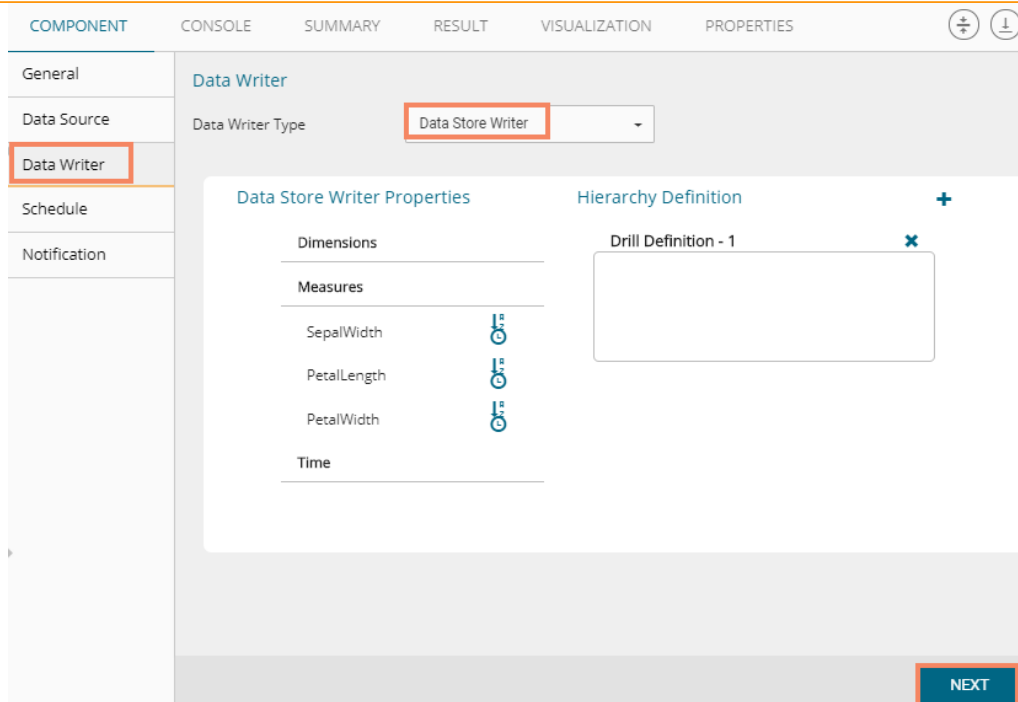 COMPONENT CONSOLE SUMMARY RESULT VISUALIZATION PROPERTIES
General
Data Source
Data Writer
Schedule
Notification
Data Writer
Data Writer Type Data Store Writer
Data Store Writer Properties
Dimensions
Measures
SepalWidth
PetalLength
PetalWidth
Time
Hierarchy Definition
Drill Definition - 1
NEXT